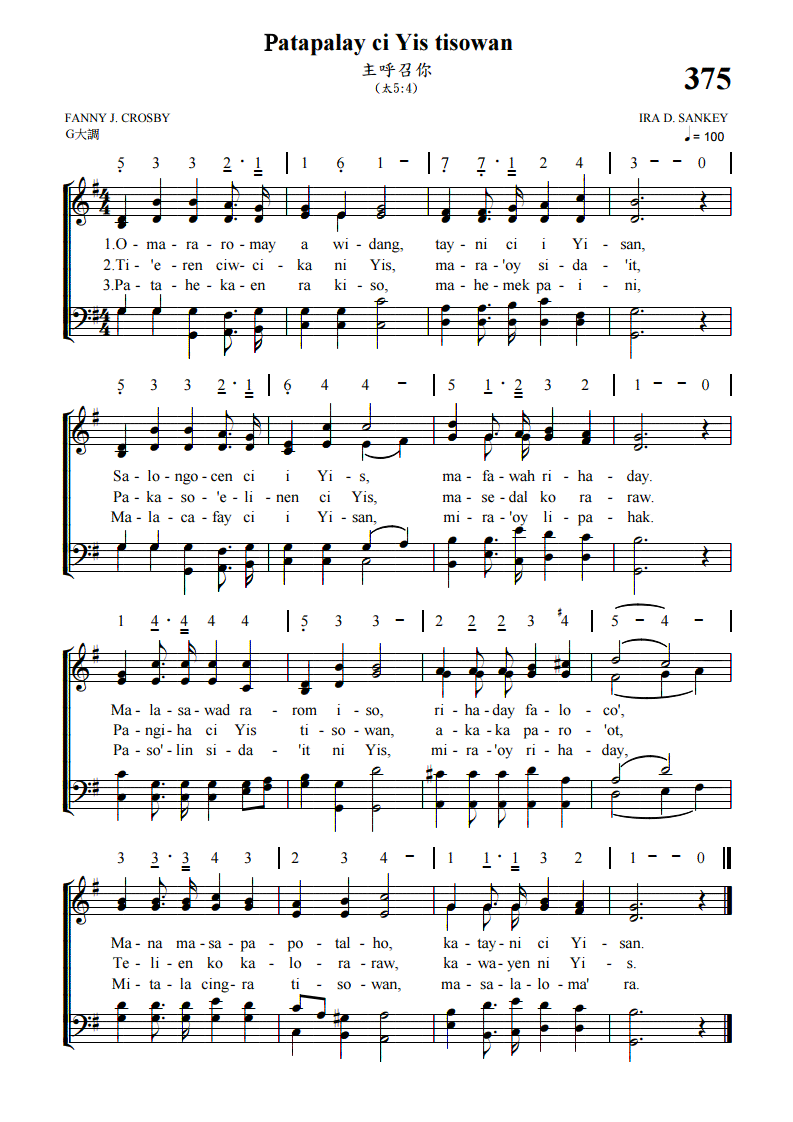 Patapalay ci Yis tisowan
主呼召你
(太5:4)
375
FANNY J. CROSBY
IRA D. SANKEY
G大調
♩ = 100
5 3 3 2 · 1 | 1 6 1 – | 7 7 · 1 2 4 | 3 – – 0 |
1.O - ma - ra - ro - may a wi - dang, tay - ni ci i Yi - san,
2.Ti - 'e - ren ciw - ci - ka ni Yis, ma - ra - 'oy si - da - 'it,
3.Pa - ta - he - ka - en ra ki - so, ma - he - mek pa - i - ni,
5 3 3 2 · 1 | 6 4 4 – | 5 1 · 2 3 2 | 1 – – 0 |
Sa - lo - ngo - cen ci i Yi - s, ma - fa - wah ri - ha - day.
Pa - ka - so - 'e - li - nen ci Yis, ma - se - dal ko ra - raw.
Ma - la - ca - fay ci i Yi - san, mi - ra - 'oy li - pa - hak.
1 4 · 4 4 4 | 5 3 3 – | 2 2 2 3 #4 | 5 – 4 – |
Ma - la - sa - wad ra - rom i - so, ri - ha - day fa - lo - co',
Pa - ngi - ha ci Yis ti - so - wan, a - ka - ka pa - ro - 'ot,
Pa - so' - lin si - da - 'it ni Yis, mi - ra - 'oy ri - ha - day,
3 3 · 3 4 3 | 2 3 4 – | 1 1 · 1 3 2 | 1 – – 0 ||
Ma - na ma - sa - pa - po - tal - ho, ka - tay - ni ci Yi - san.
Te - li - en ko ka - lo - ra - raw, ka - wa - yen ni Yi - s.
Mi - ta - la cing - ra ti - so - wan, ma - sa - la - lo - ma' ra.